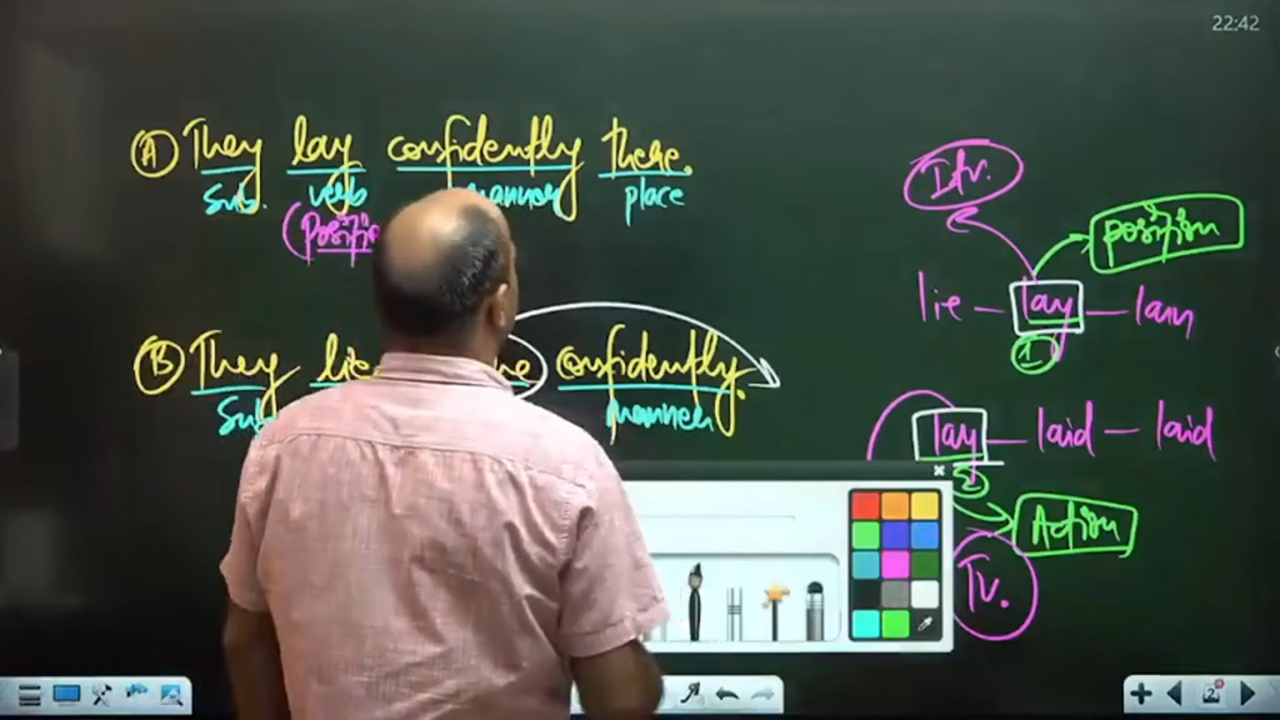 22:42
Ⓐ They lay confidently there.
Sub. verb manner place
(Positi
Itr.
Position
lie — lay — lain
①
Ⓑ They lie confidently.
Sub manner
lay — laid — laid
②
Action
Tv.
2